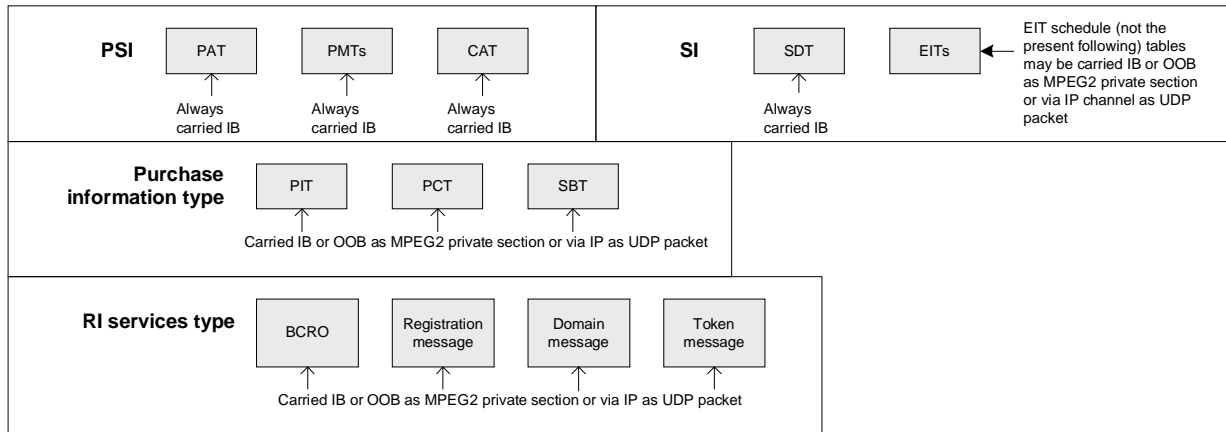 PSI
PAT
PMTs
CAT
Always
carried IB
Always
carried IB
Always
carried IB
SI
SDT
EITs
Always
carried IB
EIT schedule (not the
present following) tables
may be carried IB or OOB
as MPEG2 private section
or via IP channel as UDP
packet
Purchase
information type
PIT
PCT
SBT
Carried IB or OOB as MPEG2 private section or via IP as UDP packet
RI services type
BCRO
Registration
message
Domain
message
Token
message
Carried IB or OOB as MPEG2 private section or via IP as UDP packet